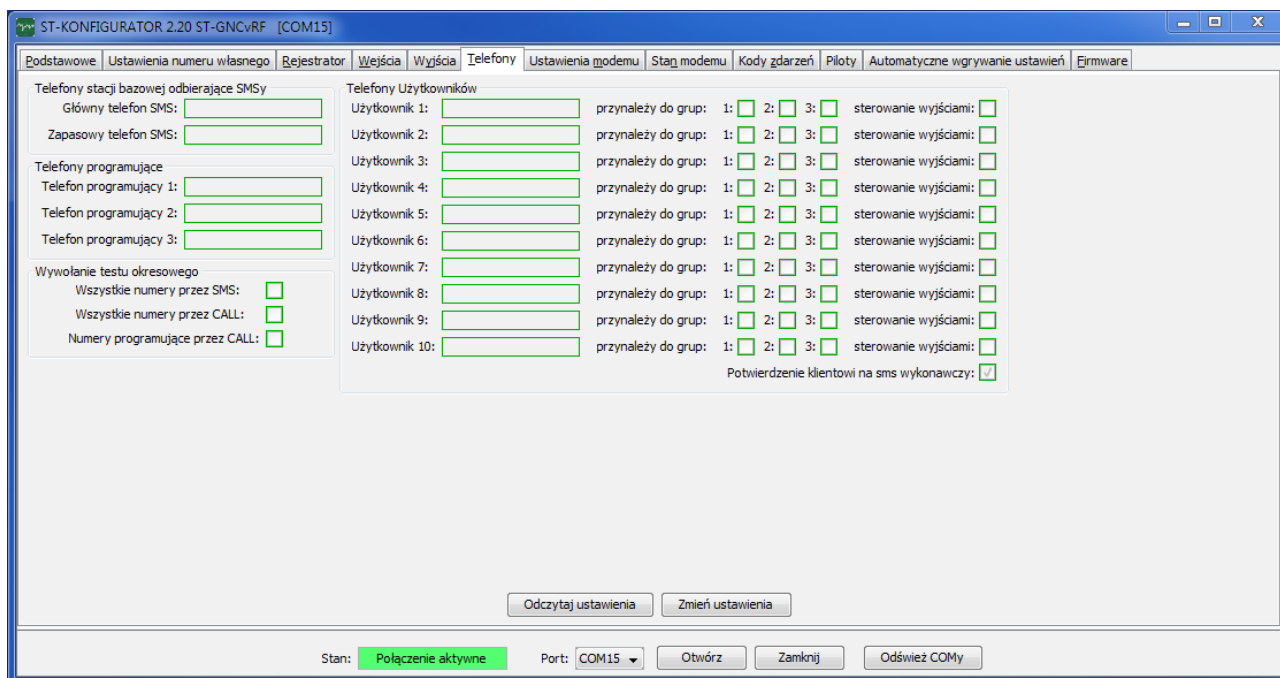 ST-KONFIGURATOR 2.20 ST-GNCvRF [COM15]
Podstawowe Ustawienia numeru własnego Rejestrator Wejścia Wyjścia Telefony Ustawienia modemu Stan modemu Kody zdarzeń Piloty Automatyczne wgrywanie ustawień Firmware
Telefony stacji bazowej odbierające SMSy
Główny telefon SMS:
Zapasowy telefon SMS:
Telefony programujące
Telefon programujący 1:
Telefon programujący 2:
Telefon programujący 3:
Wywołanie testu okresowego
Wszystkie numery przez SMS:
Wszystkie numery przez CALL:
Numery programujące przez CALL:
Telefony Użytkowników
Użytkownik 1: przynależy do grup: 1: 2: 3: sterowanie wyjściami:
Użytkownik 2: przynależy do grup: 1: 2: 3: sterowanie wyjściami:
Użytkownik 3: przynależy do grup: 1: 2: 3: sterowanie wyjściami:
Użytkownik 4: przynależy do grup: 1: 2: 3: sterowanie wyjściami:
Użytkownik 5: przynależy do grup: 1: 2: 3: sterowanie wyjściami:
Użytkownik 6: przynależy do grup: 1: 2: 3: sterowanie wyjściami:
Użytkownik 7: przynależy do grup: 1: 2: 3: sterowanie wyjściami:
Użytkownik 8: przynależy do grup: 1: 2: 3: sterowanie wyjściami:
Użytkownik 9: przynależy do grup: 1: 2: 3: sterowanie wyjściami:
Użytkownik 10: przynależy do grup: 1: 2: 3: sterowanie wyjściami:
Potwierdzenie klientowi na sms wykonawczy:
Odczytaj ustawienia Zmień ustawienia
Stan: Połączenie aktywne Port: COM15 Otwórz Zamknij Odśwież COMy